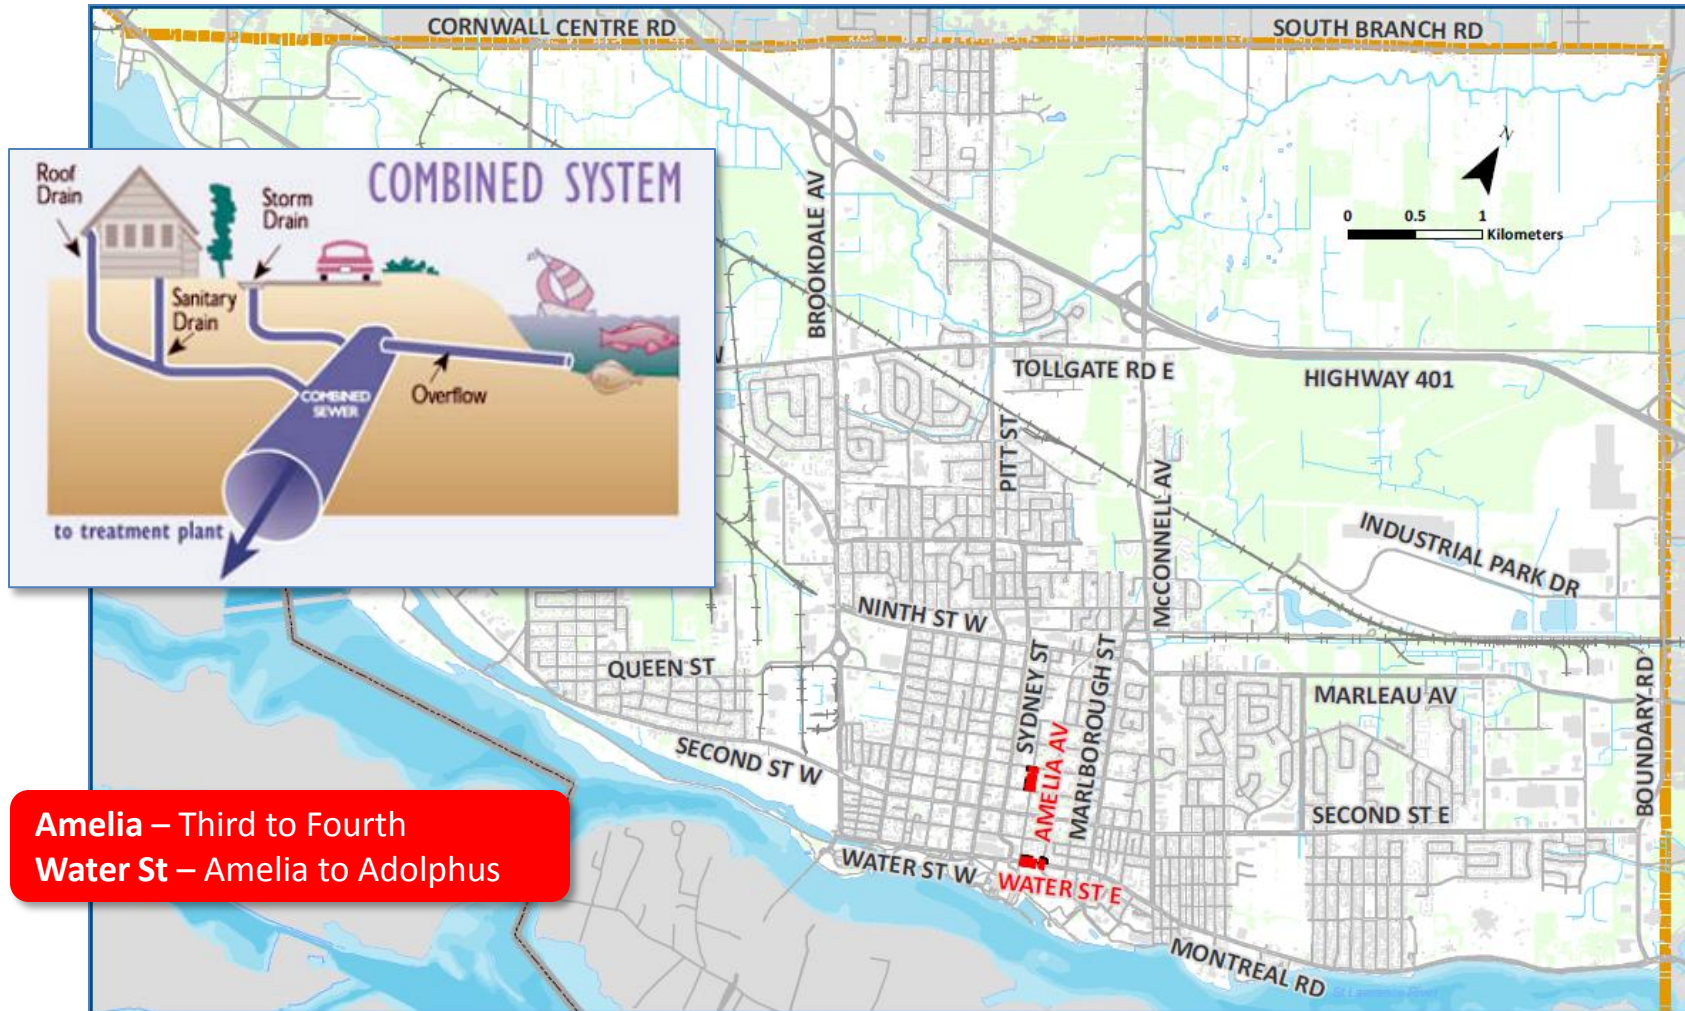 CORNWALL CENTRE RD
SOUTH BRANCH RD
N
0 0.5 1
Kilometers
COMBINED SYSTEM
Roof
Drain
Storm
Drain
Sanitary
Drain
COMBINED
SEWER
Overflow
to treatment plant
BROOKDALE AV
TOLLGATE RD E
HIGHWAY 401
PITT ST
McCONNELL AV
INDUSTRIAL PARK DR
NINTH ST W
QUEEN ST
SYDNEY ST
AMELIA AV
MARLBOROUGH ST
MARLEAU AV
BOUNDARY RD
SECOND ST W
SECOND ST E
WATER ST W
WATER ST E
MONTREAL RD
St Lawrence River
Amelia – Third to Fourth
Water St – Amelia to Adolphus